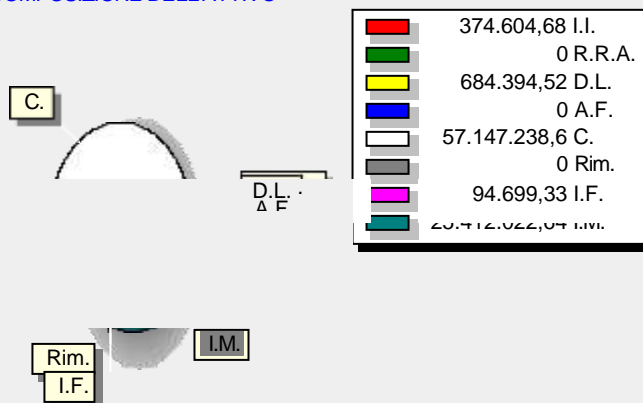 374.604,68 I.I.
0 R.R.A.
684.394,52 D.L.
0 A.F.
57.147.238,6 C.
0 Rim.
94.699,33 I.F.
I.M.
C.
D.L.
A.F.
I.M.
Rim.
I.F.